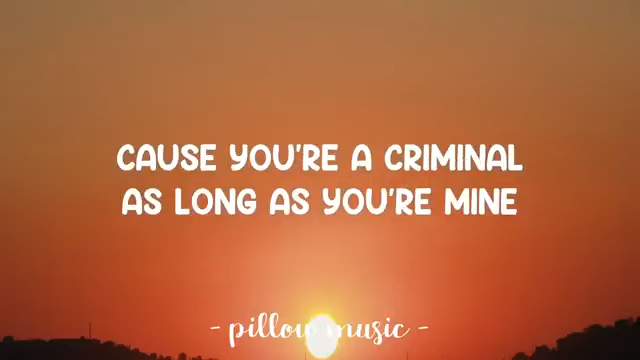 CAUSE YOU'RE A CRIMINAL
AS LONG AS YOU'RE MINE
- pillow music -